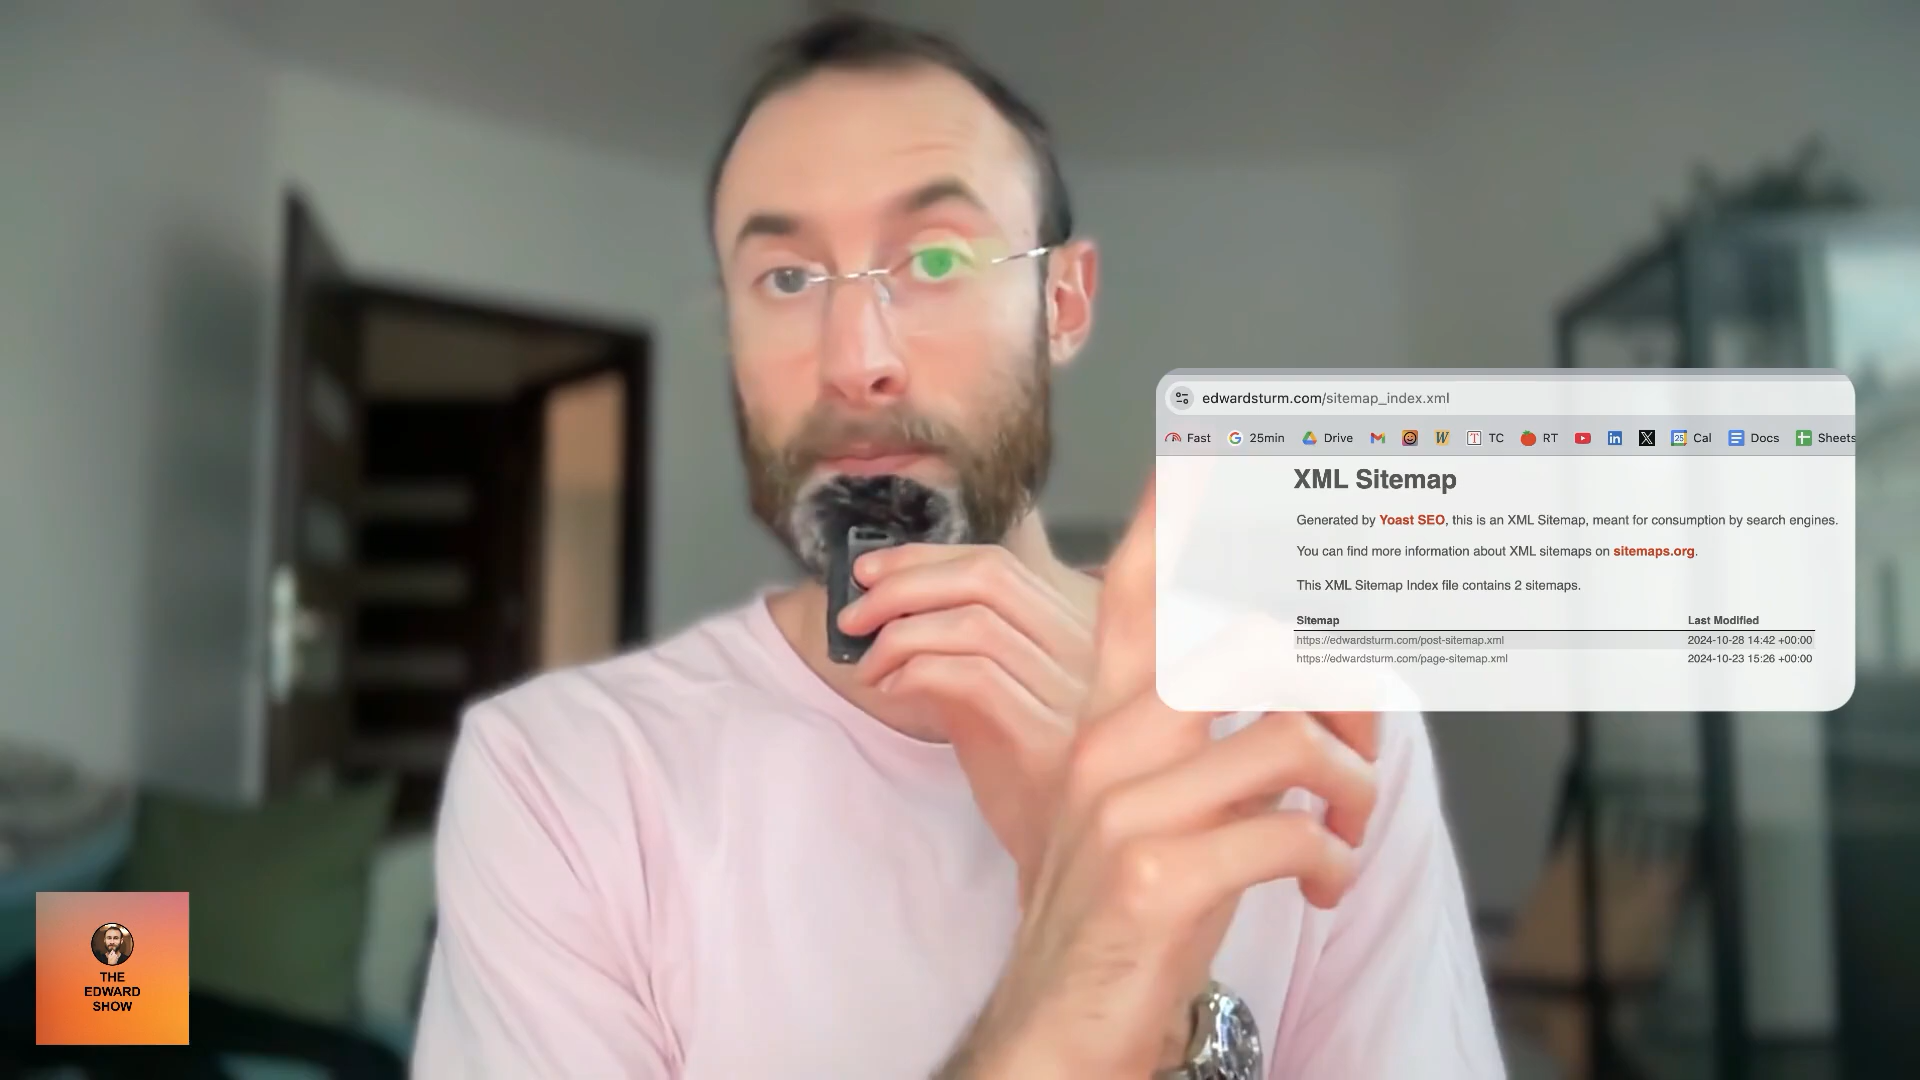 edwardsturm.com/sitemap_index.xml
Fast 25min Drive W T TC RT in X 25 Cal Docs Sheets
XML Sitemap
Generated by Yoast SEO, this is an XML Sitemap, meant for consumption by search engines.
You can find more information about XML sitemaps on sitemaps.org.
This XML Sitemap Index file contains 2 sitemaps.
Sitemap Last Modified
https://edwardsturm.com/post-sitemap.xml 2024-10-28 14:42 +00:00
https://edwardsturm.com/page-sitemap.xml 2024-10-23 15:26 +00:00
THE
EDWARD
SHOW